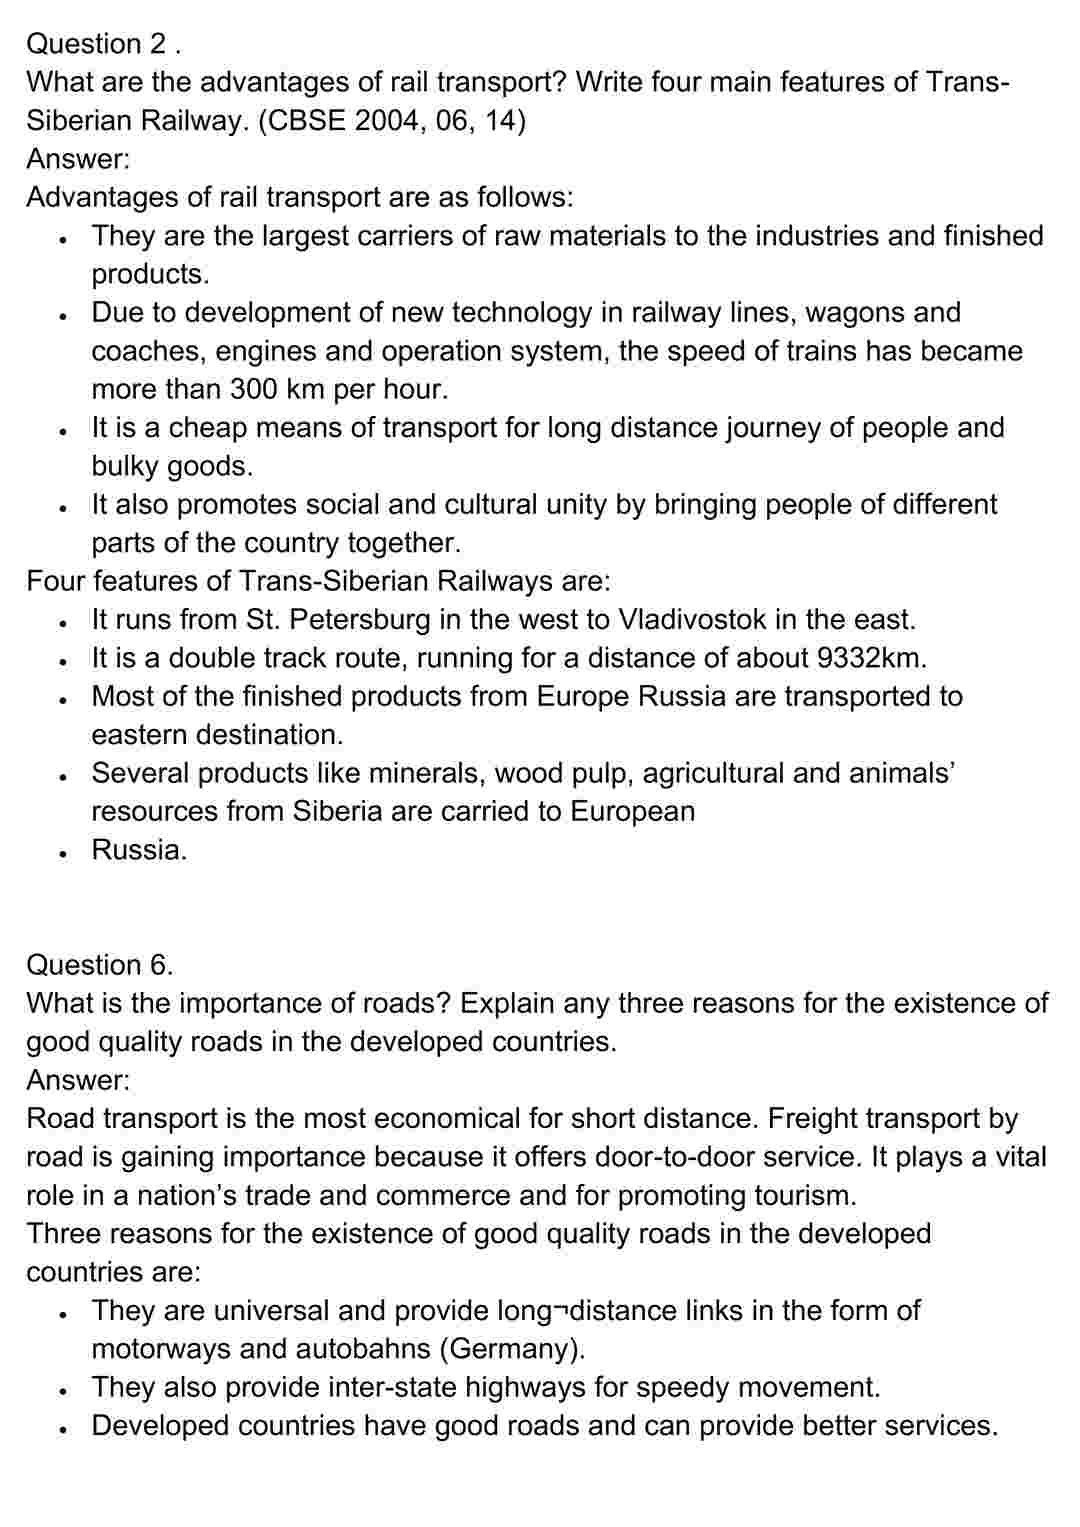 Question 2 .
What are the advantages of rail transport? Write four main features of Trans-
Siberian Railway. (CBSE 2004, 06, 14)
Answer:
Advantages of rail transport are as follows:
• They are the largest carriers of raw materials to the industries and finished
products.
• Due to development of new technology in railway lines, wagons and
coaches, engines and operation system, the speed of trains has became
more than 300 km per hour.
• It is a cheap means of transport for long distance journey of people and
bulky goods.
• It also promotes social and cultural unity by bringing people of different
parts of the country together.
Four features of Trans-Siberian Railways are:
• It runs from St. Petersburg in the west to Vladivostok in the east.
• It is a double track route, running for a distance of about 9332km.
• Most of the finished products from Europe Russia are transported to
eastern destination.
• Several products like minerals, wood pulp, agricultural and animals’
resources from Siberia are carried to European
• Russia.
Question 6.
What is the importance of roads? Explain any three reasons for the existence of
good quality roads in the developed countries.
Answer:
Road transport is the most economical for short distance. Freight transport by
road is gaining importance because it offers door-to-door service. It plays a vital
role in a nation’s trade and commerce and for promoting tourism.
Three reasons for the existence of good quality roads in the developed
countries are:
• They are universal and provide long¬distance links in the form of
motorways and autobahns (Germany).
• They also provide inter-state highways for speedy movement.
• Developed countries have good roads and can provide better services.